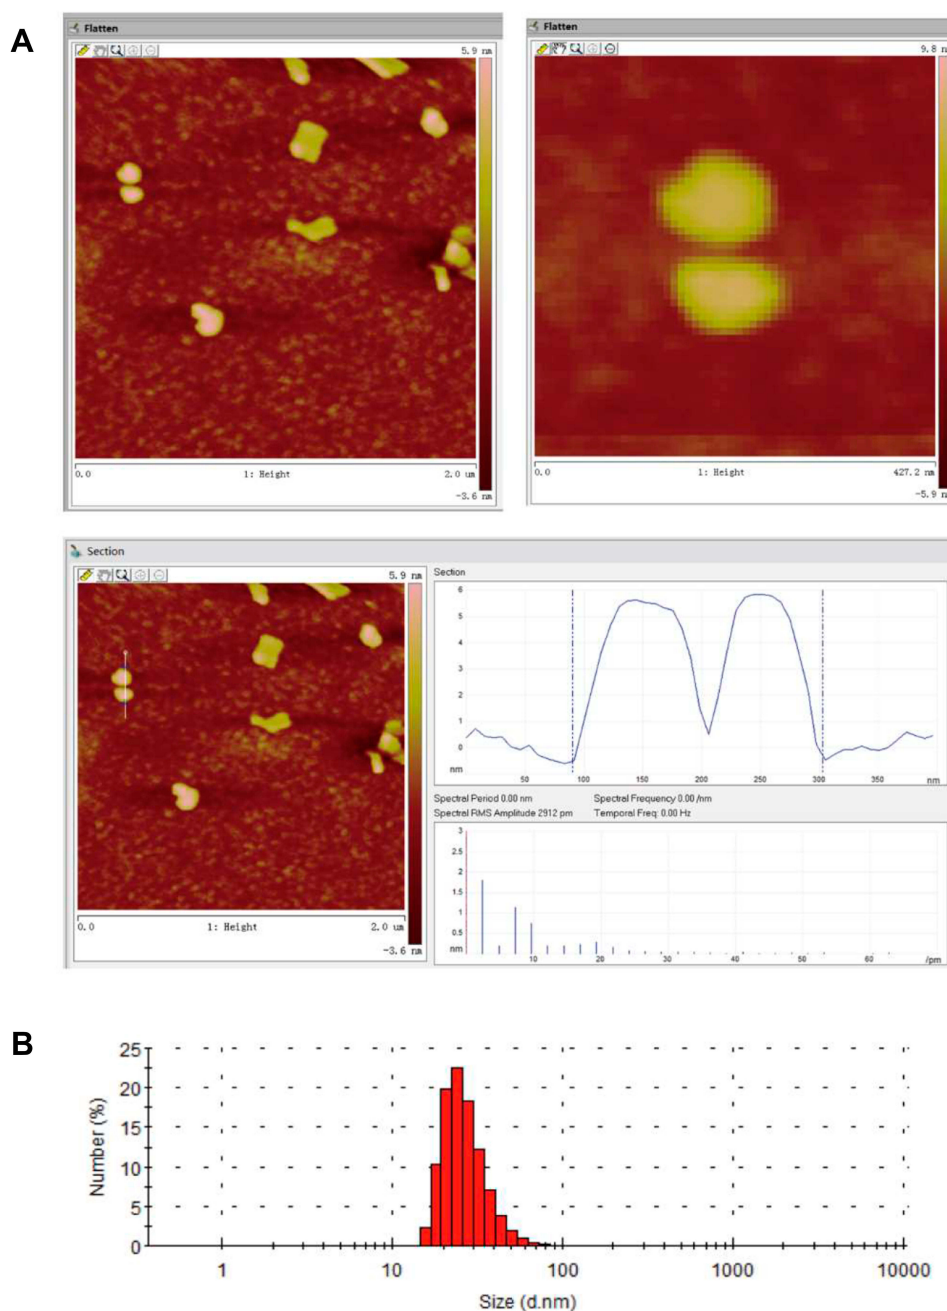 A
Flatten
5.9 nm
0.0 1: Height 2.0 um
-3.6 nm
Flatten
9.8 n
0.0 1: Height 427.2 nm
-5.9 n
Section
5.9 nm
0.0 1: Height 2.0 um
-3.6 nm
Section
6
5
4
3
2
1
0
nm
50 100 150 200 250 300 350 nm
Spectral Period 0.00 nm Spectral Frequency 0.00 /nm
Spectral RMS Amplitude 2912 pm Temporal Freq: 0.00 Hz
3
2.5
2
1.5
1
0.5
nm
10 20 30 40 50 60 /pm
B
25
20
15
10
5
0
Number (%)
1 10 100 1000 10000
Size (d.nm)